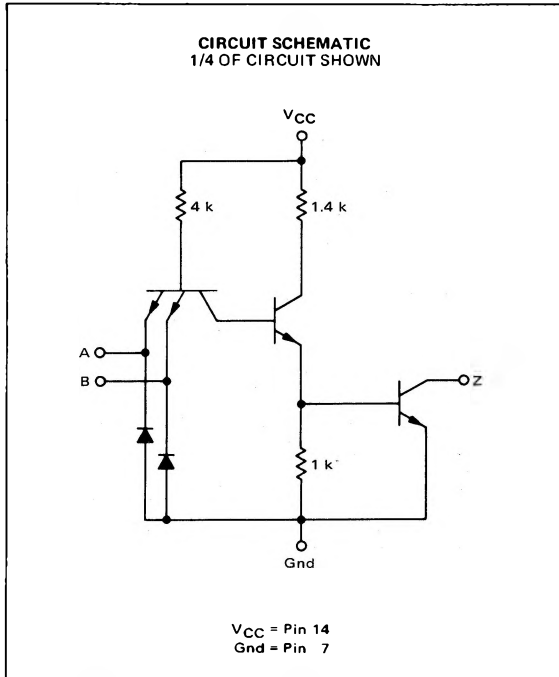 CIRCUIT SCHEMATIC
1/4 OF CIRCUIT SHOWN
VCC
4 k
1.4 k
A
B
Z
1 k
Gnd
VCC = Pin 14
Gnd = Pin 7